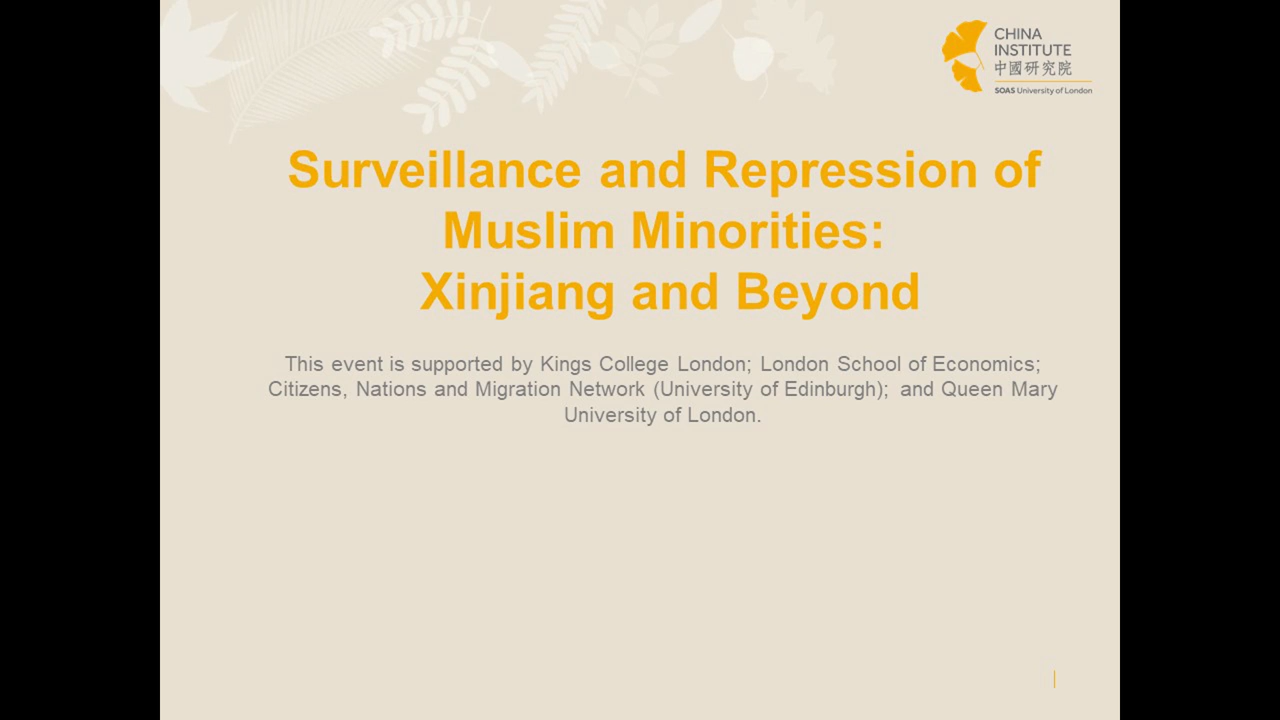 CHINA
INSTITUTE
中國研究院
SOAS University of London
Surveillance and Repression of
Muslim Minorities:
Xinjiang and Beyond
This event is supported by Kings College London; London School of Economics;
Citizens, Nations and Migration Network (University of Edinburgh); and Queen Mary
University of London.